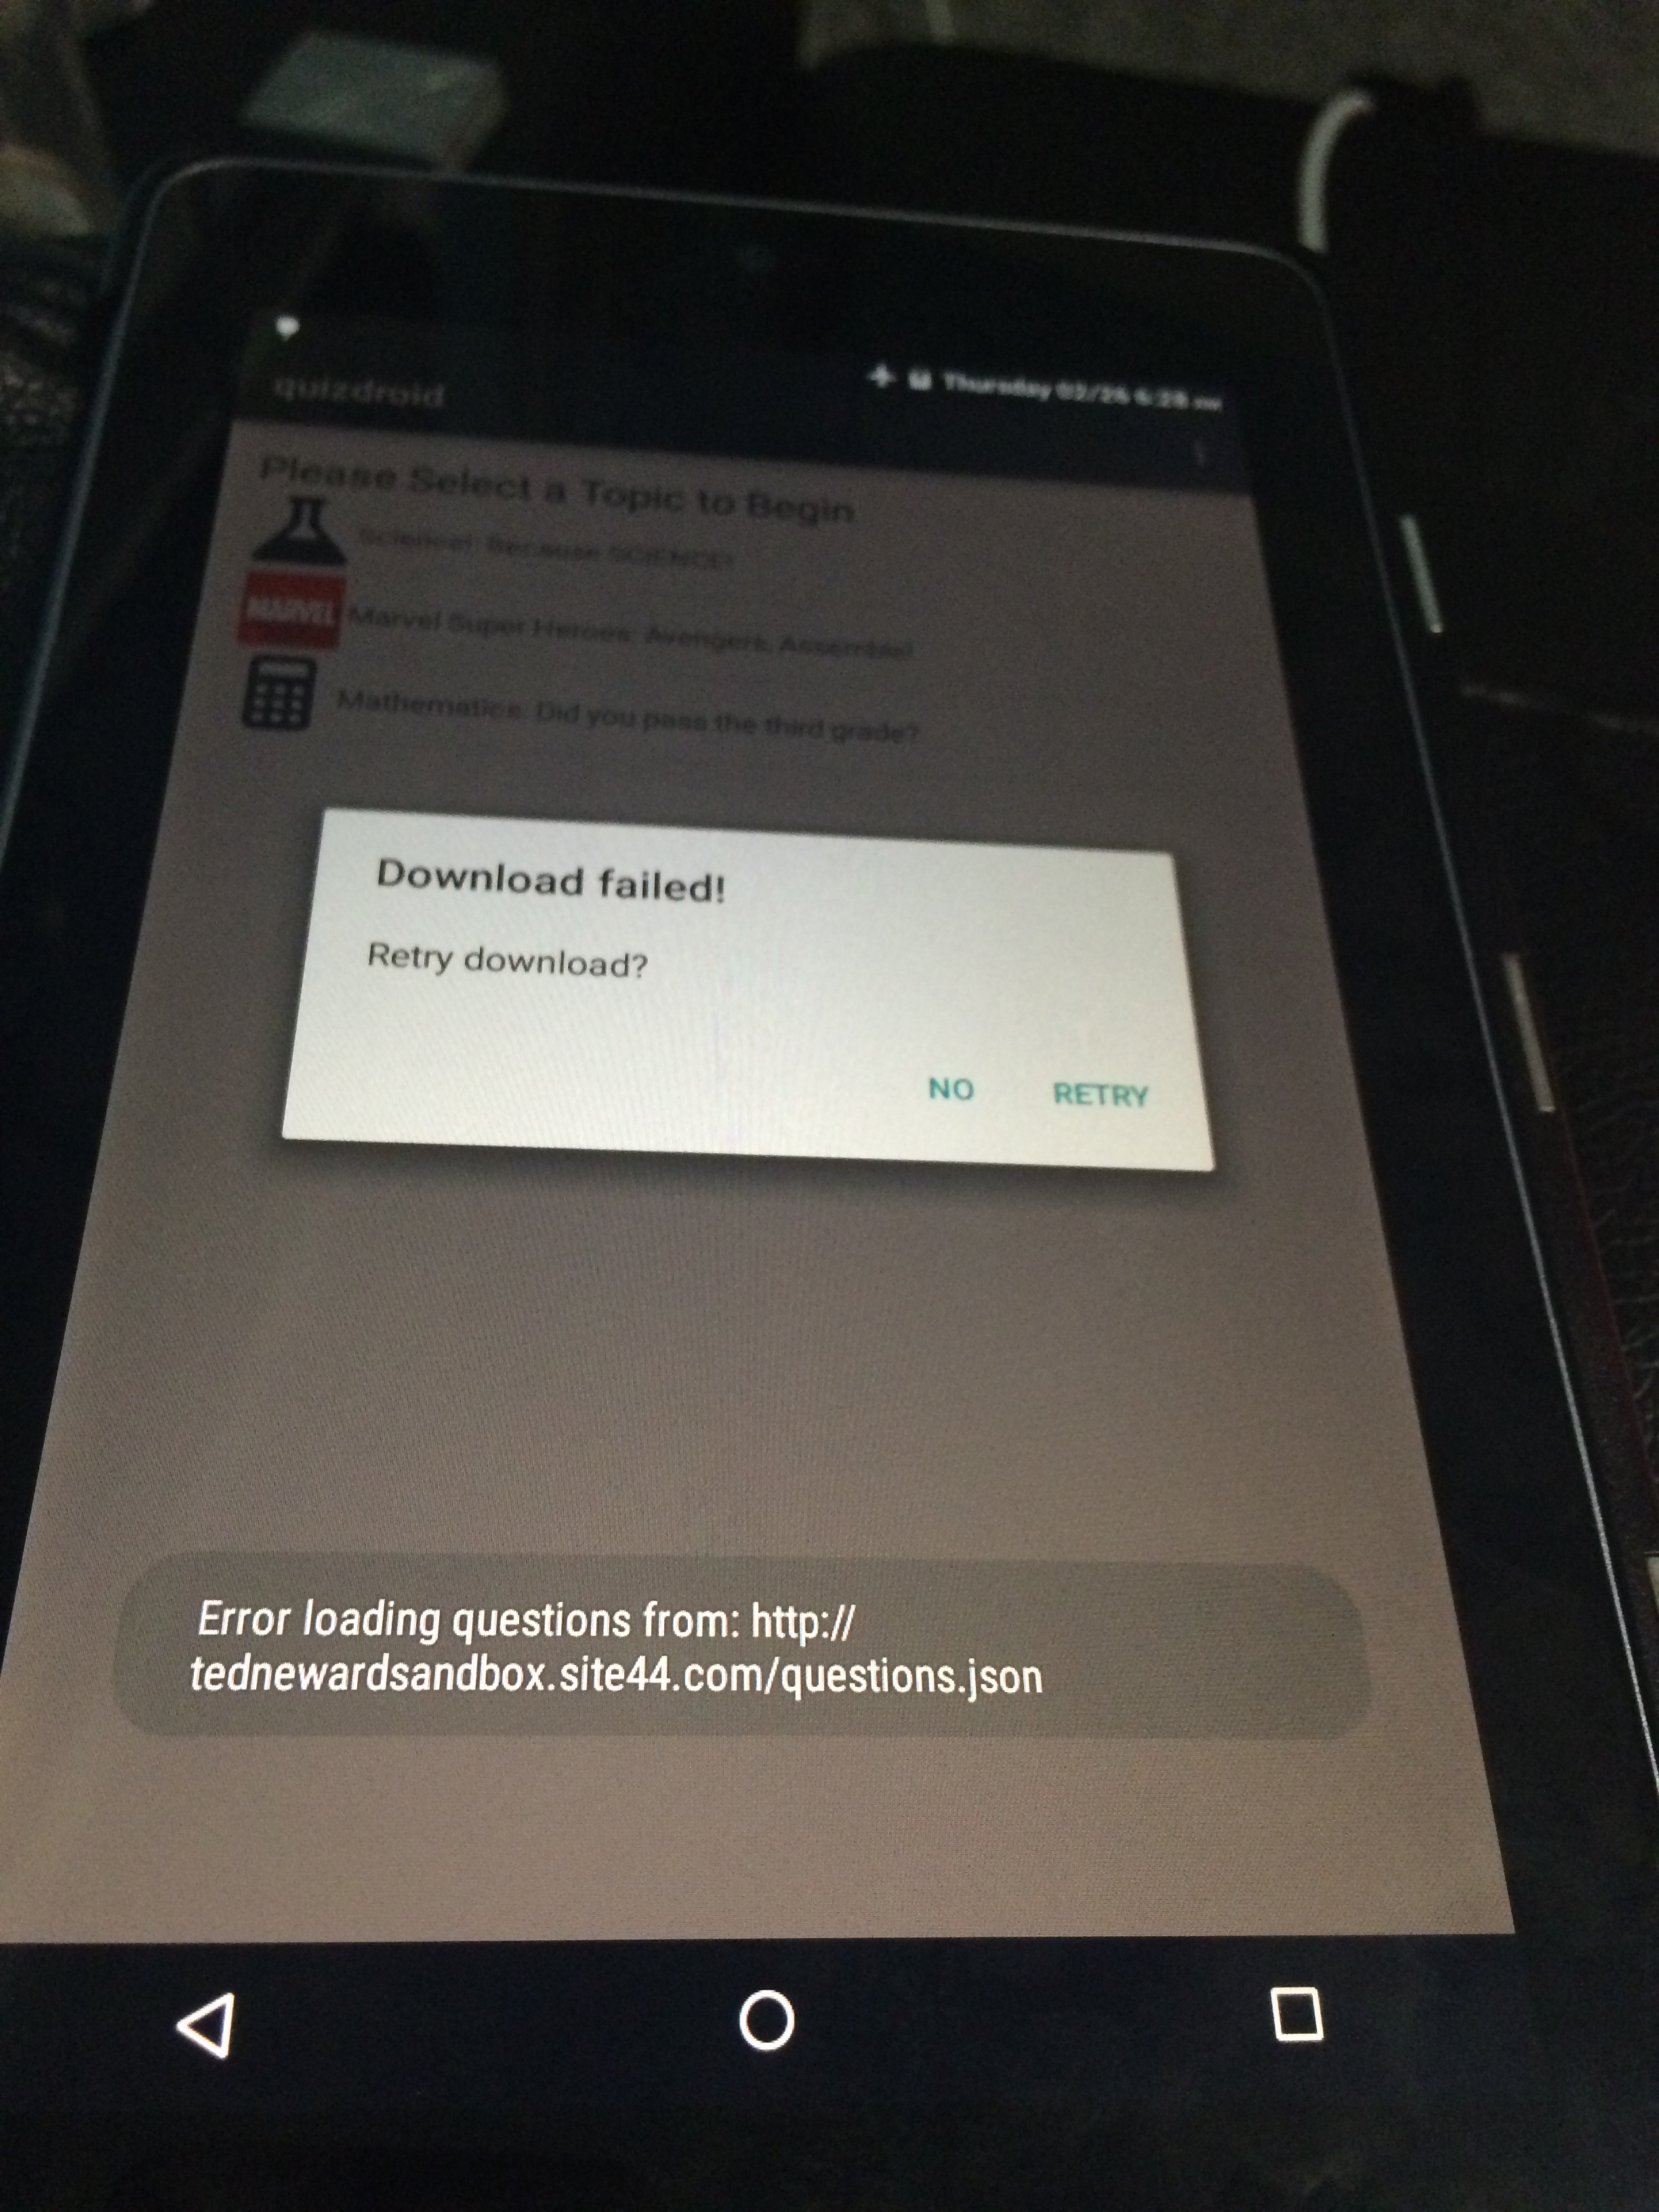 Thursday 02/26 6:28 PM
quizdroid
Please Select a Topic to Begin
Science!: Because SCIENCE!
MARVEL
Marvel Super Heroes: Avengers, Assemble!
Mathematics: Did you pass the third grade?
Download failed!
Retry download?
NO
RETRY
Error loading questions from: http://
tednewardsandbox.site44.com/questions.json